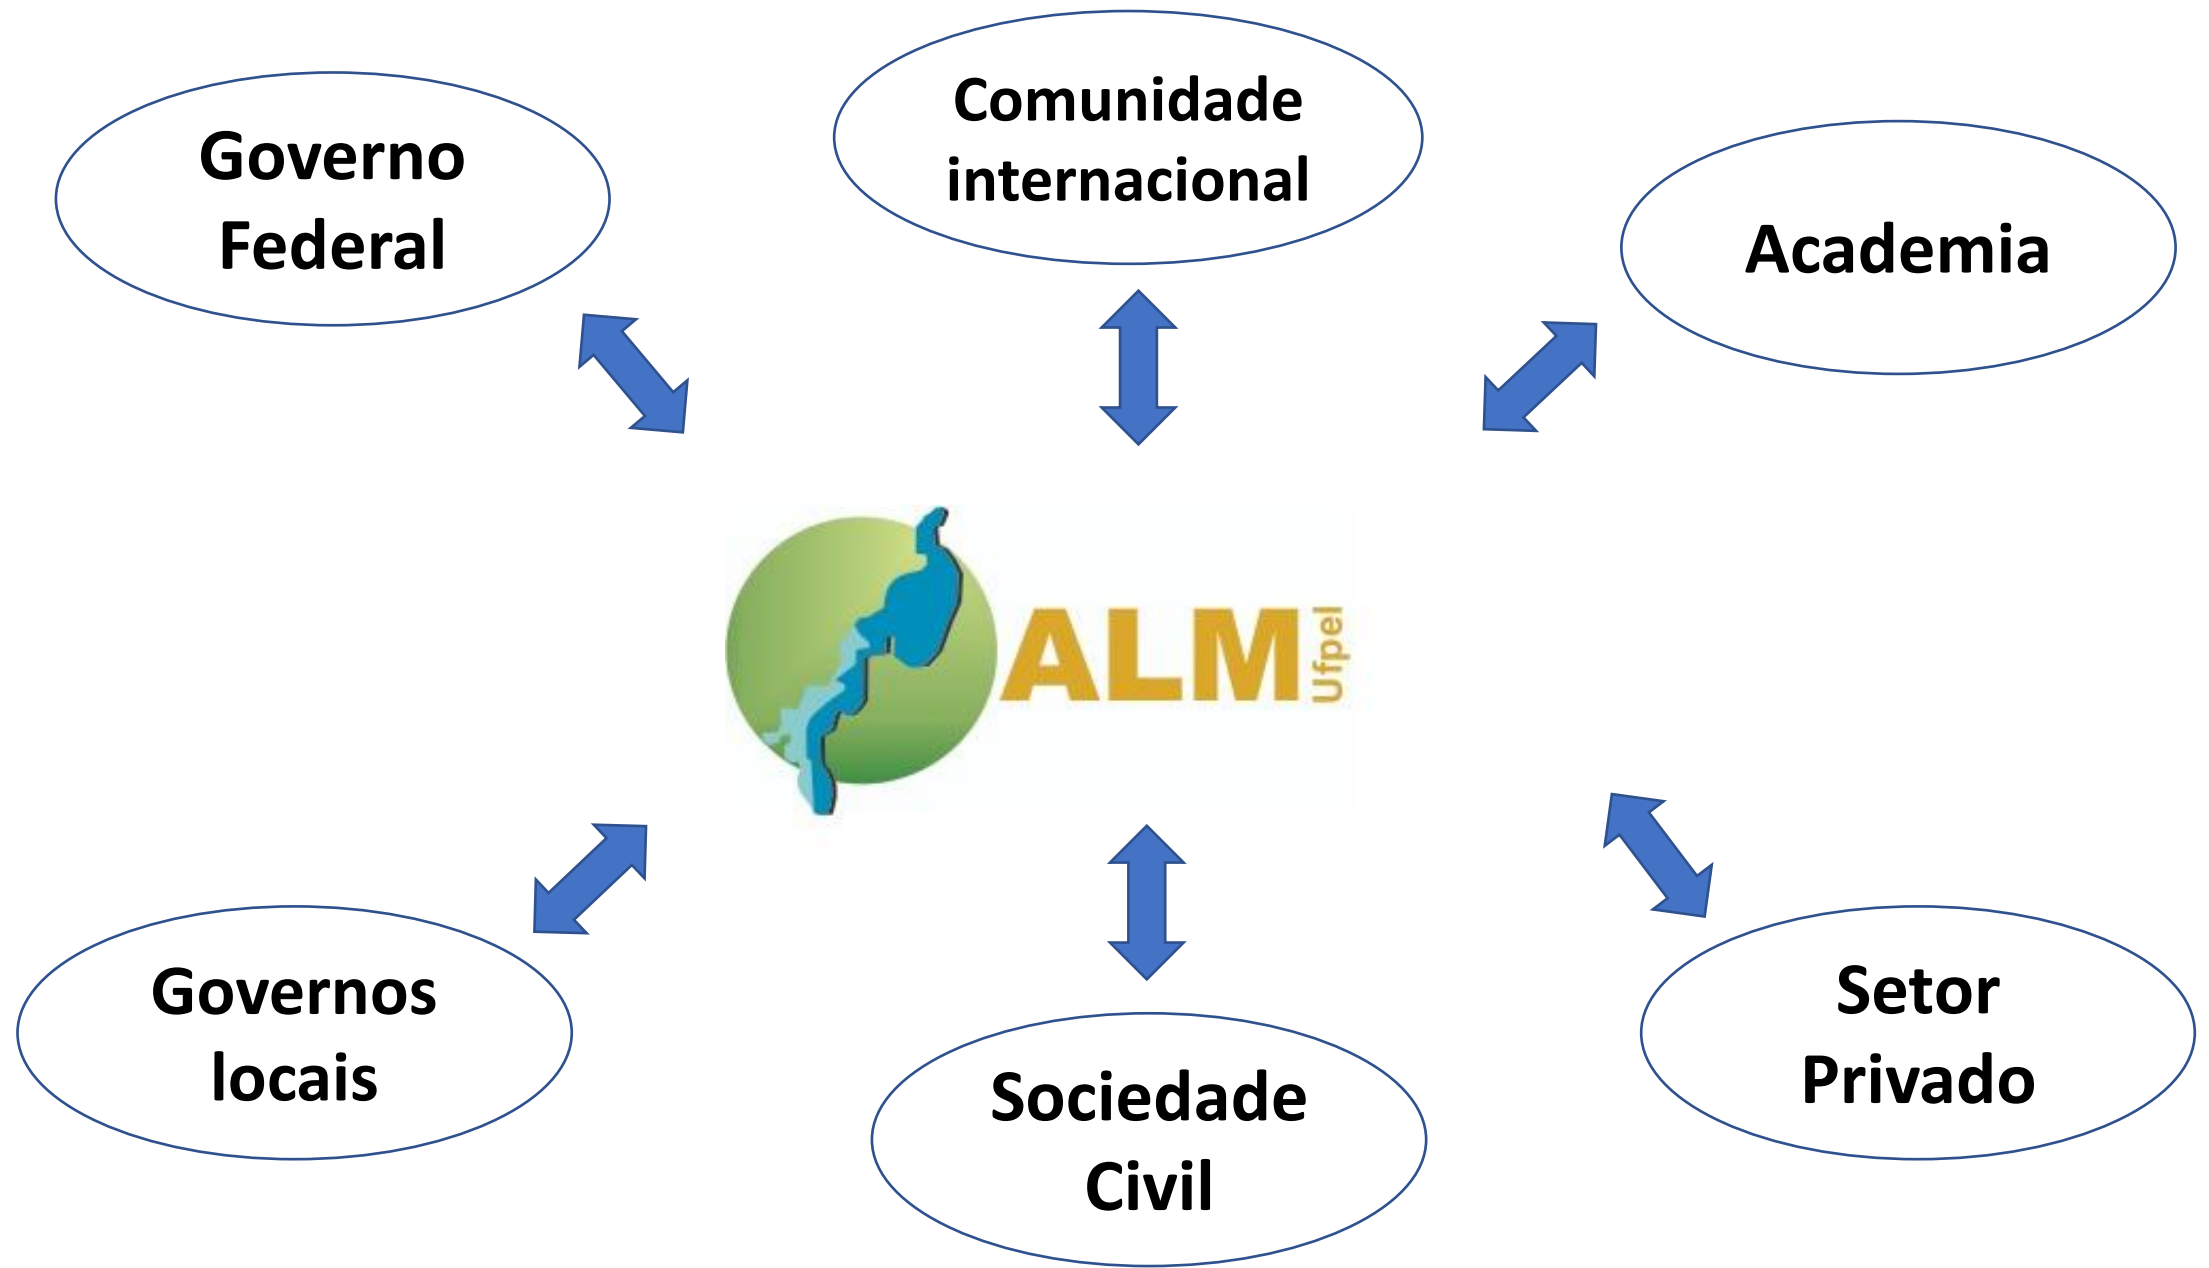 Governo
Federal
Comunidade
internacional
Academia
ALM
Ufpel
Governos
locais
Sociedade
Civil
Setor
Privado